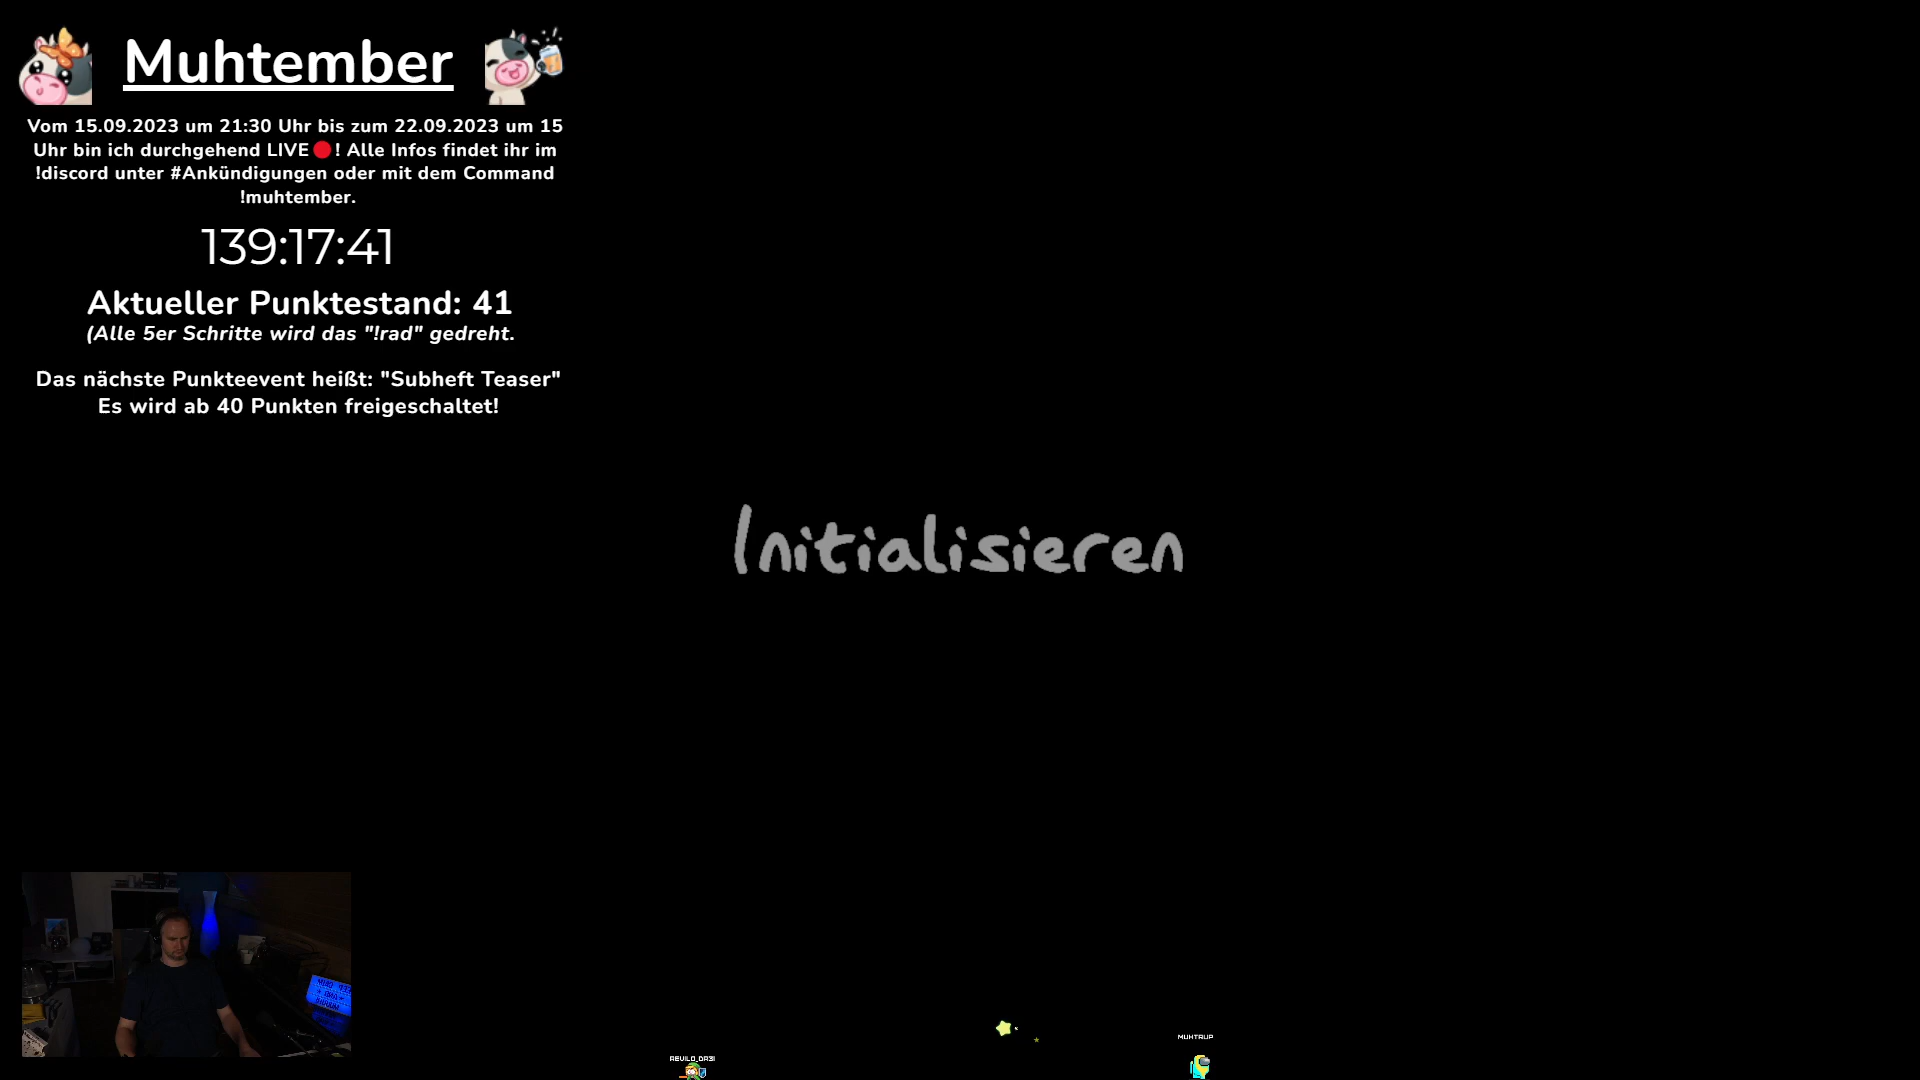 Muhtember
Vom 15.09.2023 um 21:30 Uhr bis zum 22.09.2023 um 15
Uhr bin ich durchgehend LIVE🔴! Alle Infos findet ihr im
!discord unter #Ankündigungen oder mit dem Command
!muhtember.
139:17:41
Aktueller Punktestand: 41
(Alle 5er Schritte wird das "!rad" gedreht.
Das nächste Punkteevent heißt: "Subheft Teaser"
Es wird ab 40 Punkten freigeschaltet!
Initialisieren
MUHTRUP